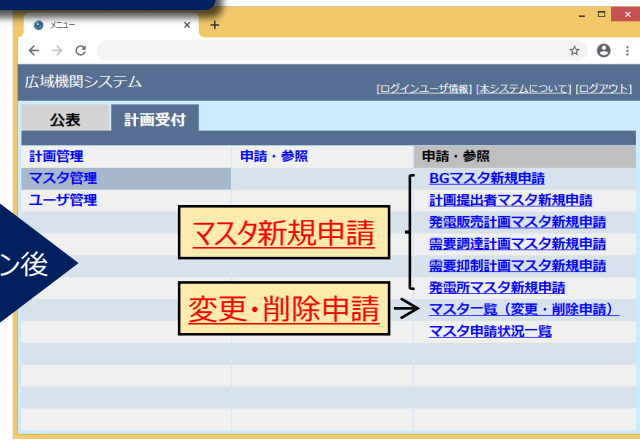 メニュー
広域機関システム
[ログインユーザ情報] [本システムについて] [ログアウト]
公表 計画受付
計画管理 申請・参照 申請・参照
マスタ管理 BGマスタ新規申請
ユーザ管理 計画提出者マスタ新規申請
発電販売計画マスタ新規申請
マスタ新規申請
需要調達計画マスタ新規申請
ン後
需要抑制計画マスタ新規申請
発電所マスタ新規申請
変更・削除申請
マスタ一覧（変更・削除申請）
マスタ申請状況一覧